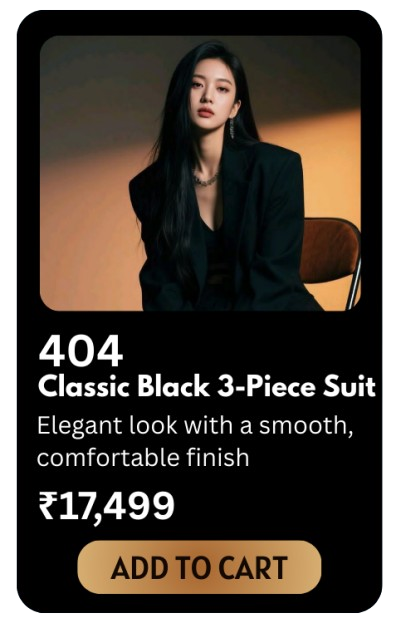 404
Classic Black 3-Piece Suit
Elegant look with a smooth,
comfortable finish
₹17,499
ADD TO CART